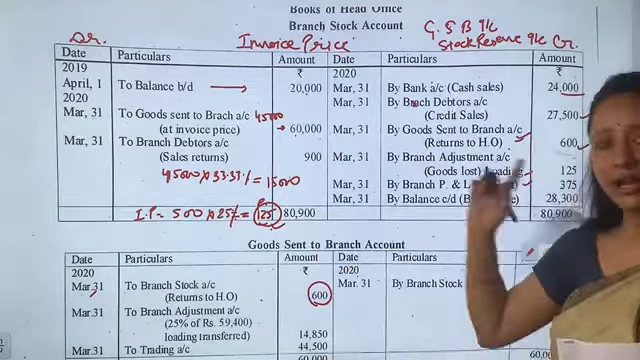 Books of Head Office
Branch Stock Account
Dr.
Invoice Price
G. S B %c
Stock Reserve %c Cr.
Date Particulars Amount Date Particulars Amount
2019 ₹ 2020 ₹
April, 1 To Balance b/d 20,000 Mar, 31 By Bank a/c (Cash sales) 24,000
2020 Mar, 31 By Branch Debtors a/c
Mar, 31 To Goods sent to Brach a/c 45000 (Credit Sales) 27,500
(at invoice price) 60,000 Mar, 31 By Goods Sent to Branch a/c
Mar, 31 To Branch Debtors a/c (Returns to H.O) 600
(Sales returns) 900 Mar, 31 By Branch Adjustment a/c
45000 x 33.33% = 15000 (Goods lost) loading 125
Mar, 31 By Branch P. & L 375
I.P = 500 x 25% = 125 80,900 Mar, 31 By Balance c/d 28,300
80,900
Goods Sent to Branch Account
Date Particulars Amount Date Particulars
2020 ₹ 2020
Mar.31 To Branch Stock a/c Mar. 31 By Branch Stock
(Returns to H.O) 600
Mar.31 To Branch Adjustment a/c
(25% of Rs. 59,400)
loading transferred) 14,850
Mar.31 To Trading a/c 44,500
60,000